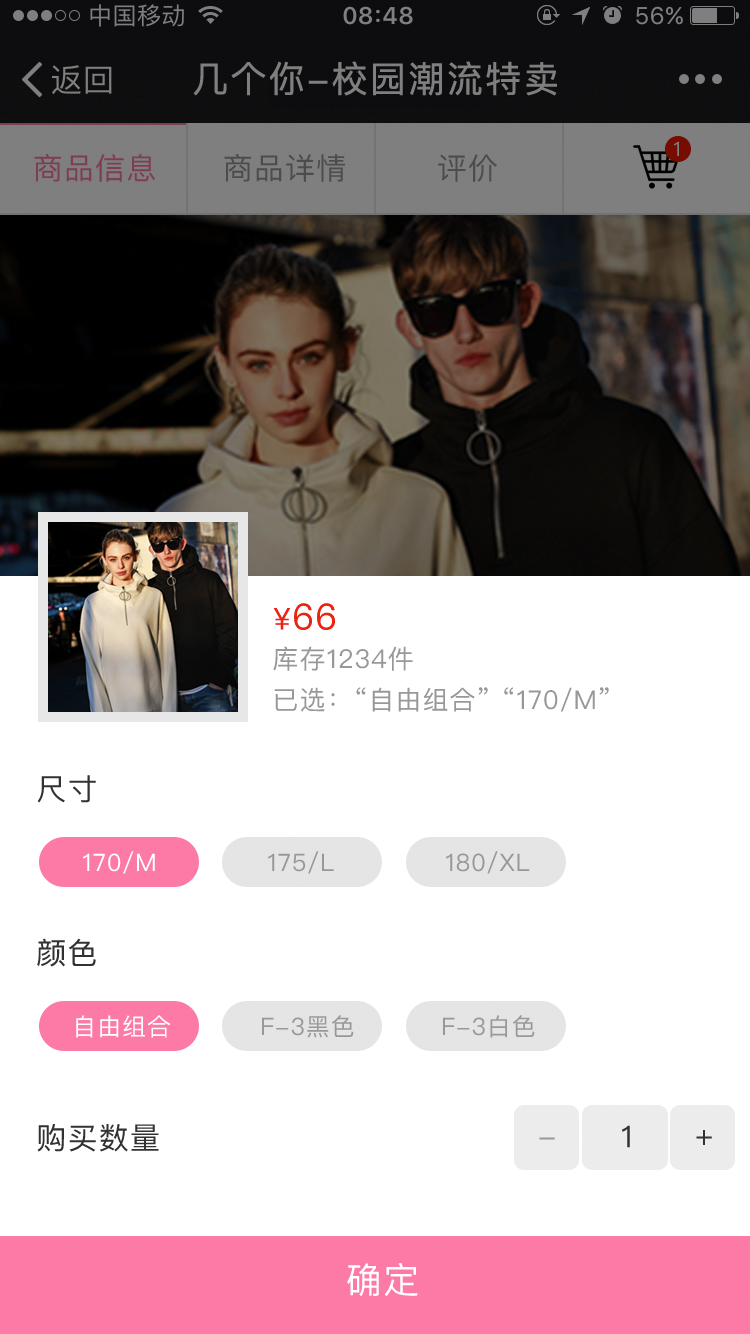 中国移动 08:48 56%
返回 几个你-校园潮流特卖
商品信息 商品详情 评价 1
¥66
库存1234件
已选：“自由组合”“170/M”
尺寸
170/M 175/L 180/XL
颜色
自由组合 F-3黑色 F-3白色
购买数量 − 1 +
确定